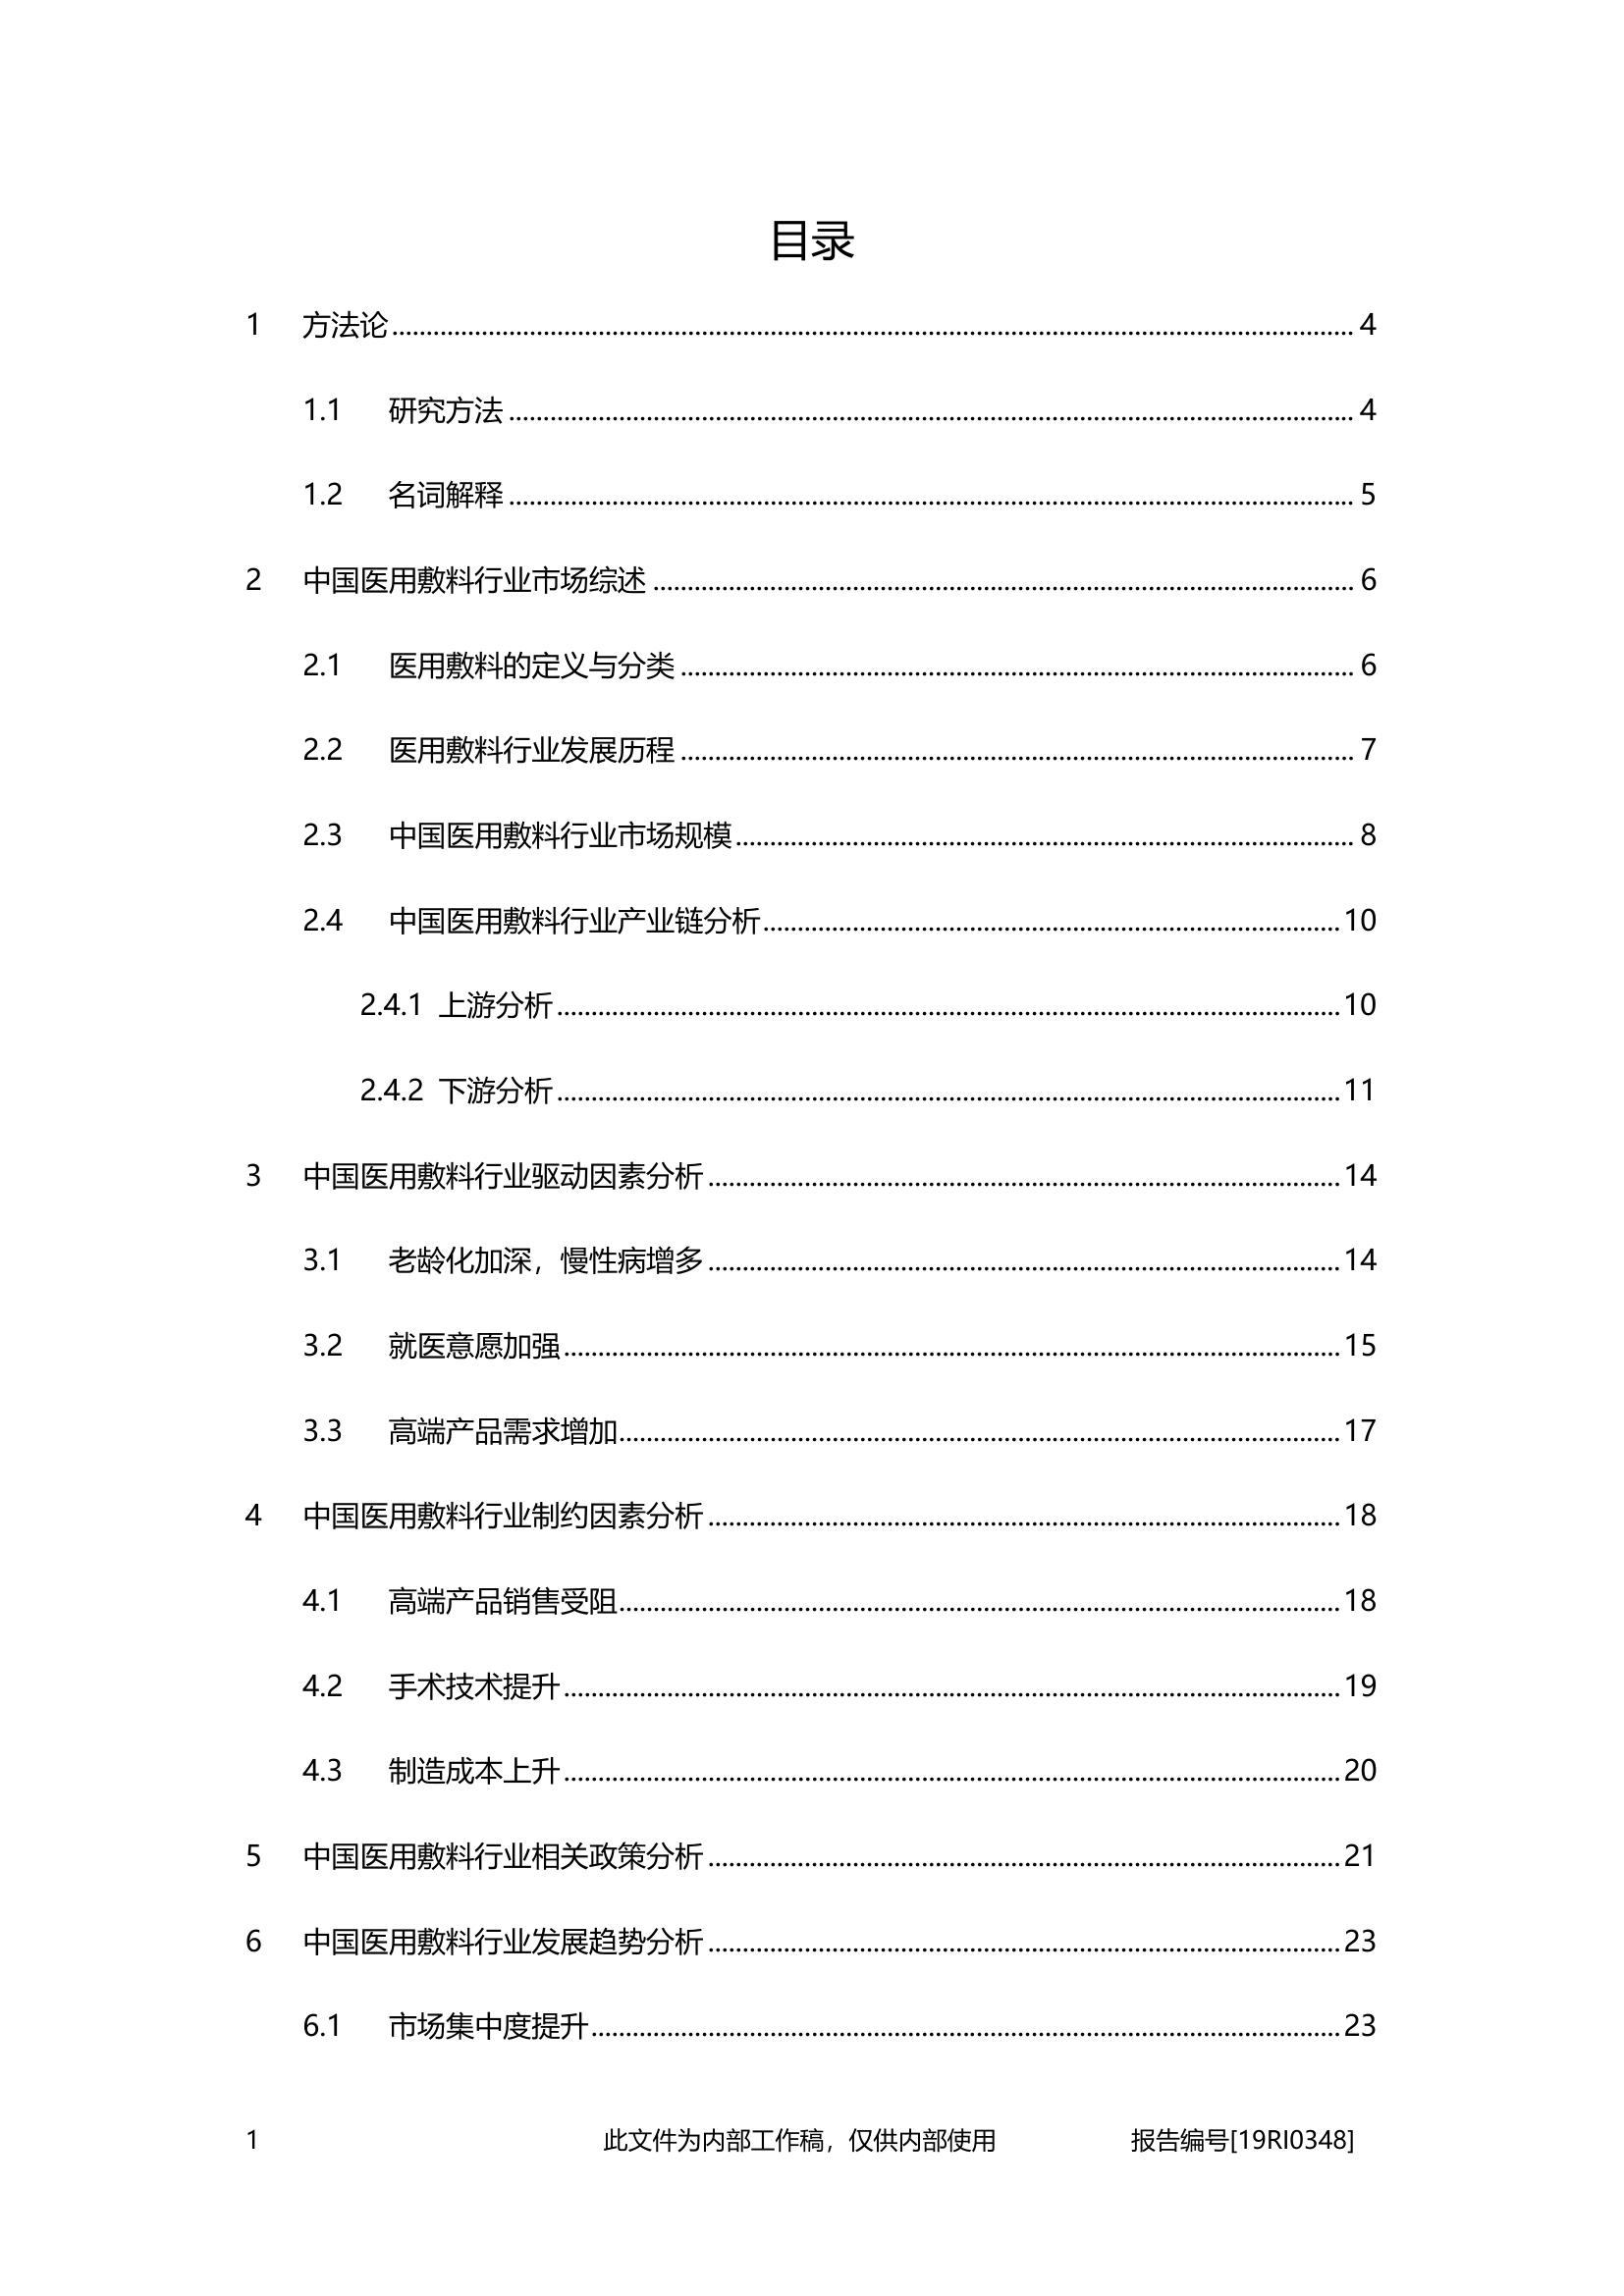 目录
1 方法论 4
1.1 研究方法 4
1.2 名词解释 5
2 中国医用敷料行业市场综述 6
2.1 医用敷料的定义与分类 6
2.2 医用敷料行业发展历程 7
2.3 中国医用敷料行业市场规模 8
2.4 中国医用敷料行业产业链分析 10
2.4.1 上游分析 10
2.4.2 下游分析 11
3 中国医用敷料行业驱动因素分析 14
3.1 老龄化加深，慢性病增多 14
3.2 就医意愿加强 15
3.3 高端产品需求增加 17
4 中国医用敷料行业制约因素分析 18
4.1 高端产品销售受阻 18
4.2 手术技术提升 19
4.3 制造成本上升 20
5 中国医用敷料行业相关政策分析 21
6 中国医用敷料行业发展趋势分析 23
6.1 市场集中度提升 23
1 此文件为内部工作稿，仅供内部使用 报告编号[19RI0348]